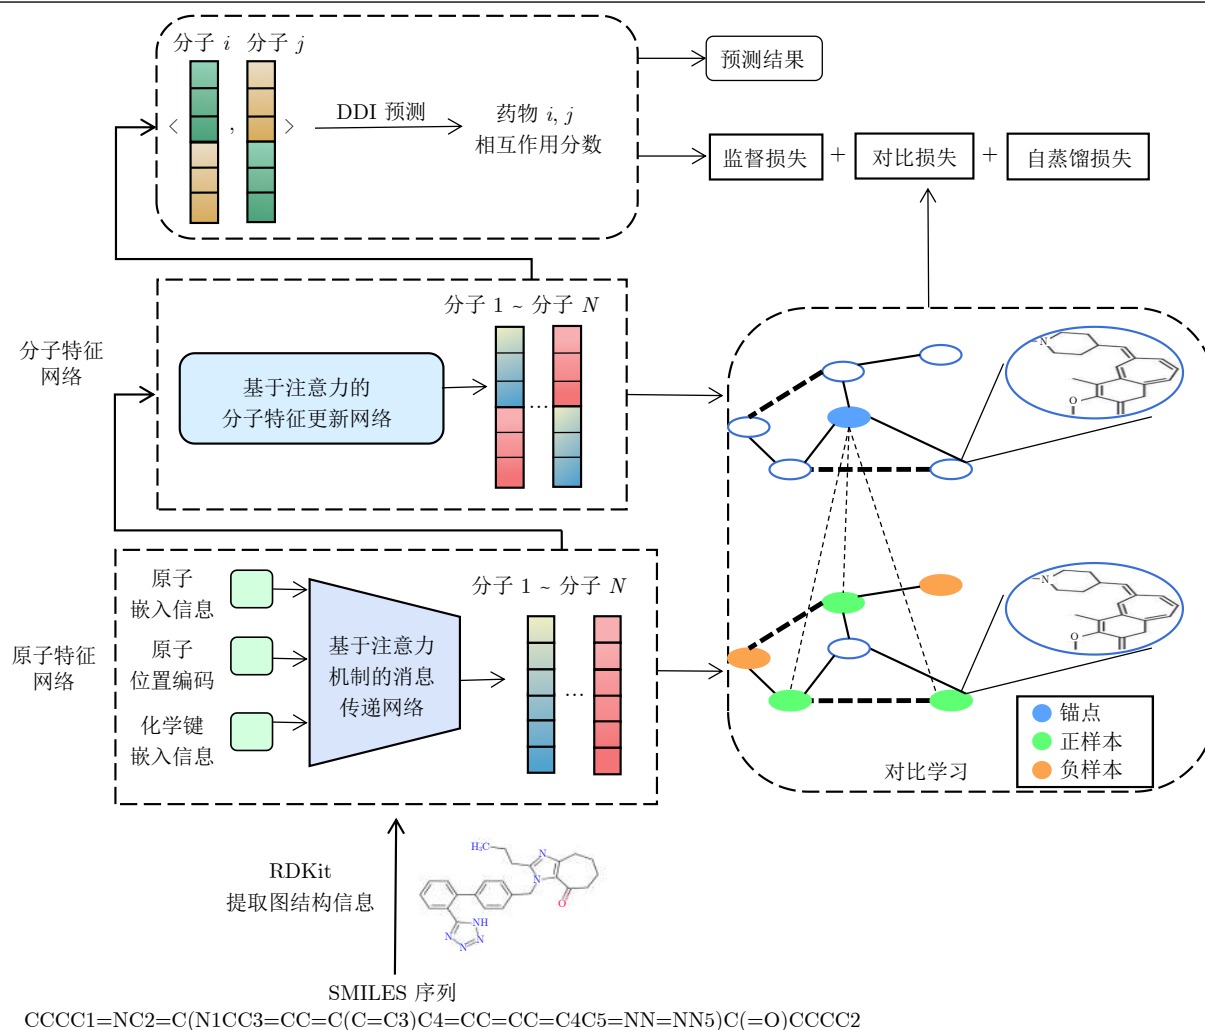 分子 i 分子 j
< , >
DDI 预测
药物 i, j
相互作用分数
预测结果
监督损失 + 对比损失 + 自蒸馏损失
分子特征
网络
基于注意力的
分子特征更新网络
分子 1 ~ 分子 N
...
原子特征
网络
原子
嵌入信息
原子
位置编码
化学键
嵌入信息
基于注意力
机制的消息
传递网络
分子 1 ~ 分子 N
...
N
O
N
O
锚点
正样本
负样本
对比学习
RDKit
提取图结构信息
H₃C
N
N
O
NH
N
N
N
SMILES 序列
CCCC1=NC2=C(N1CC3=CC=C(C=C3)C4=CC=CC=C4C5=NN=NN5)C(=O)CCCC2